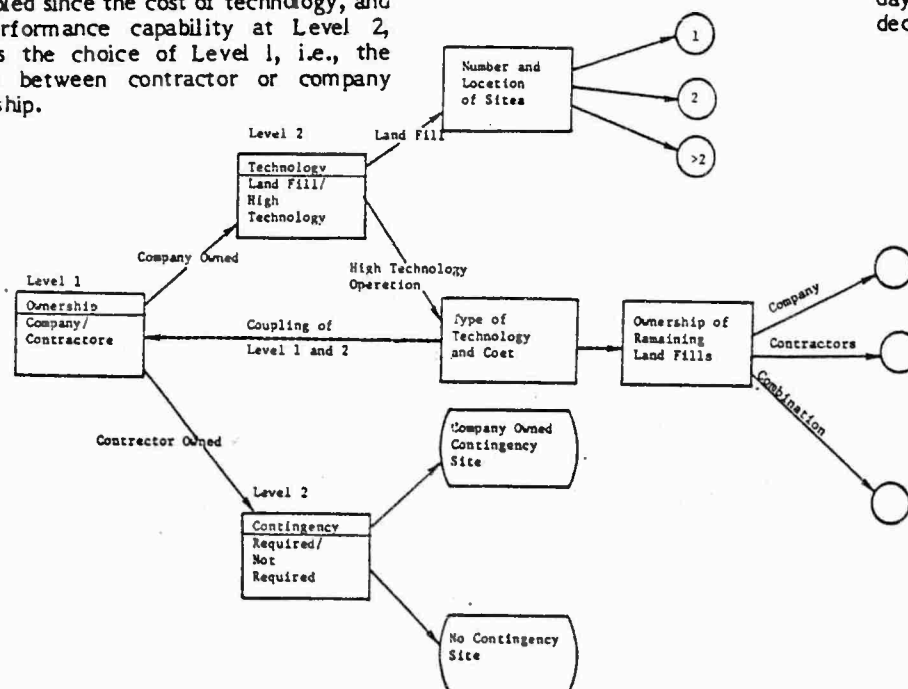 pled since the cost of technology, and
erformance capability at Level 2,
s the choice of Level 1, i.e., the
between contractor or company
ship.
day
dec
Number and
Location
of Sites
1
2
>2
Level 2
Land Fill
Technology
Land Fill/
High
Technology
Company Owned
High Technology
Operation
Level 1
Ownership
Company/
Contractors
Coupling of
Level 1 and 2
Type of
Technology
and Cost
Ownership of
Remaining
Land Fills
Company
Contractors
Combination
Contractor Owned
Company Owned
Contingency
Site
Level 2
Contingency
Required/
Not
Required
No Contingency
Site